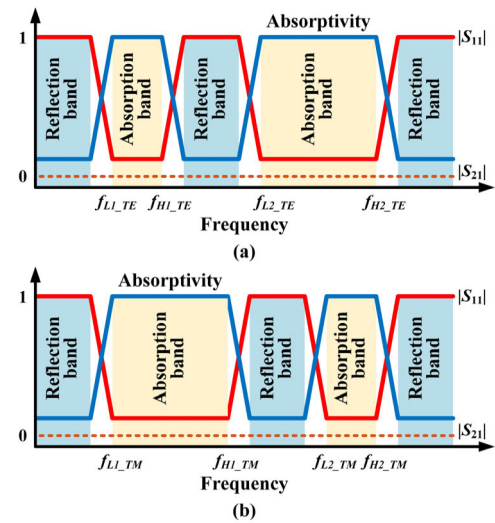 Absorptivity
1
|S11|
Reflection band
Absorption band
Reflection band
Absorption band
Reflection band
0
|S21|
fL1_TE
fH1_TE
fL2_TE
fH2_TE
Frequency
(a)
Absorptivity
1
|S11|
Reflection band
Absorption band
Reflection band
Absorption band
Reflection band
0
|S21|
fL1_TM
fH1_TM
fL2_TM
fH2_TM
Frequency
(b)